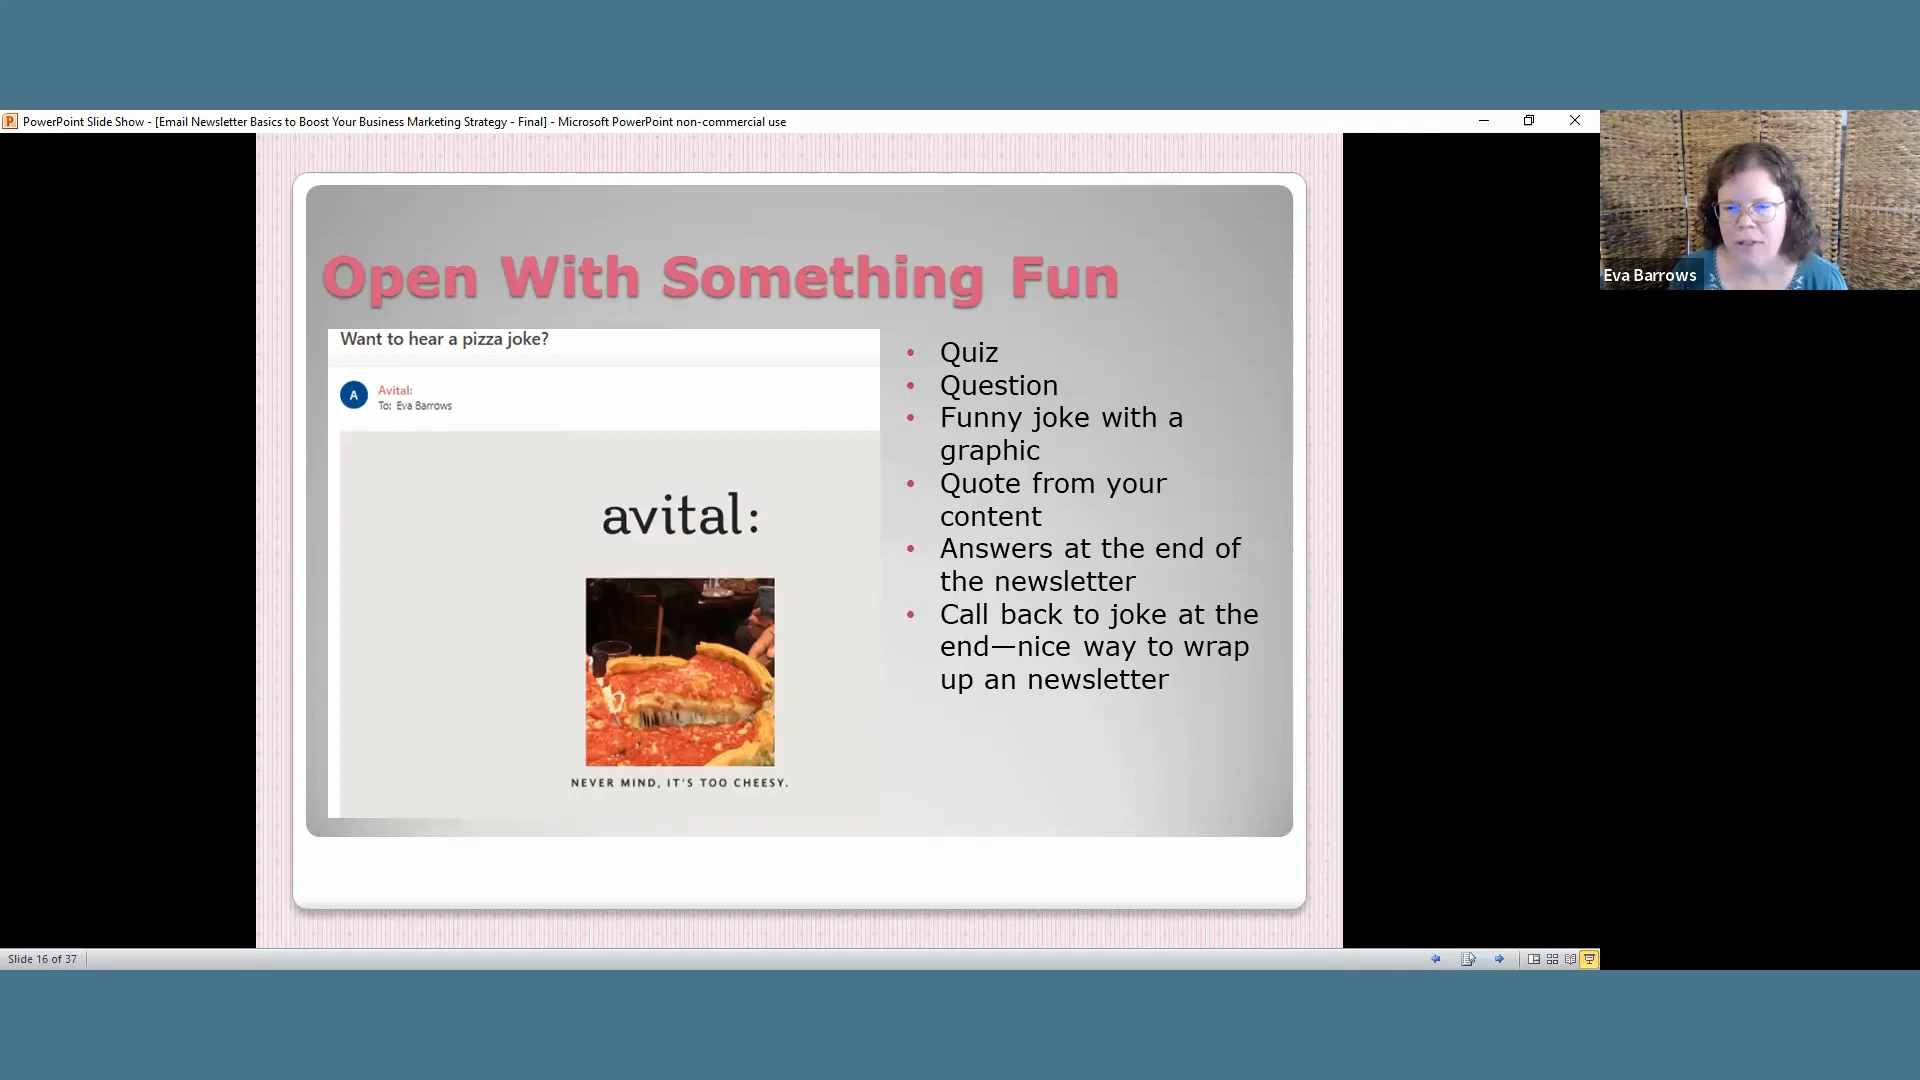 PowerPoint Slide Show - [Email Newsletter Basics to Boost Your Business Marketing Strategy - Final] - Microsoft PowerPoint non-commercial use
Eva Barrows
Open With Something Fun
Want to hear a pizza joke?
A
Avital:
To: Eva Barrows
avital:
NEVER MIND, IT'S TOO CHEESY.
• Quiz
• Question
• Funny joke with a
graphic
• Quote from your
content
• Answers at the end of
the newsletter
• Call back to joke at the
end—nice way to wrap
up an newsletter
Slide 16 of 37